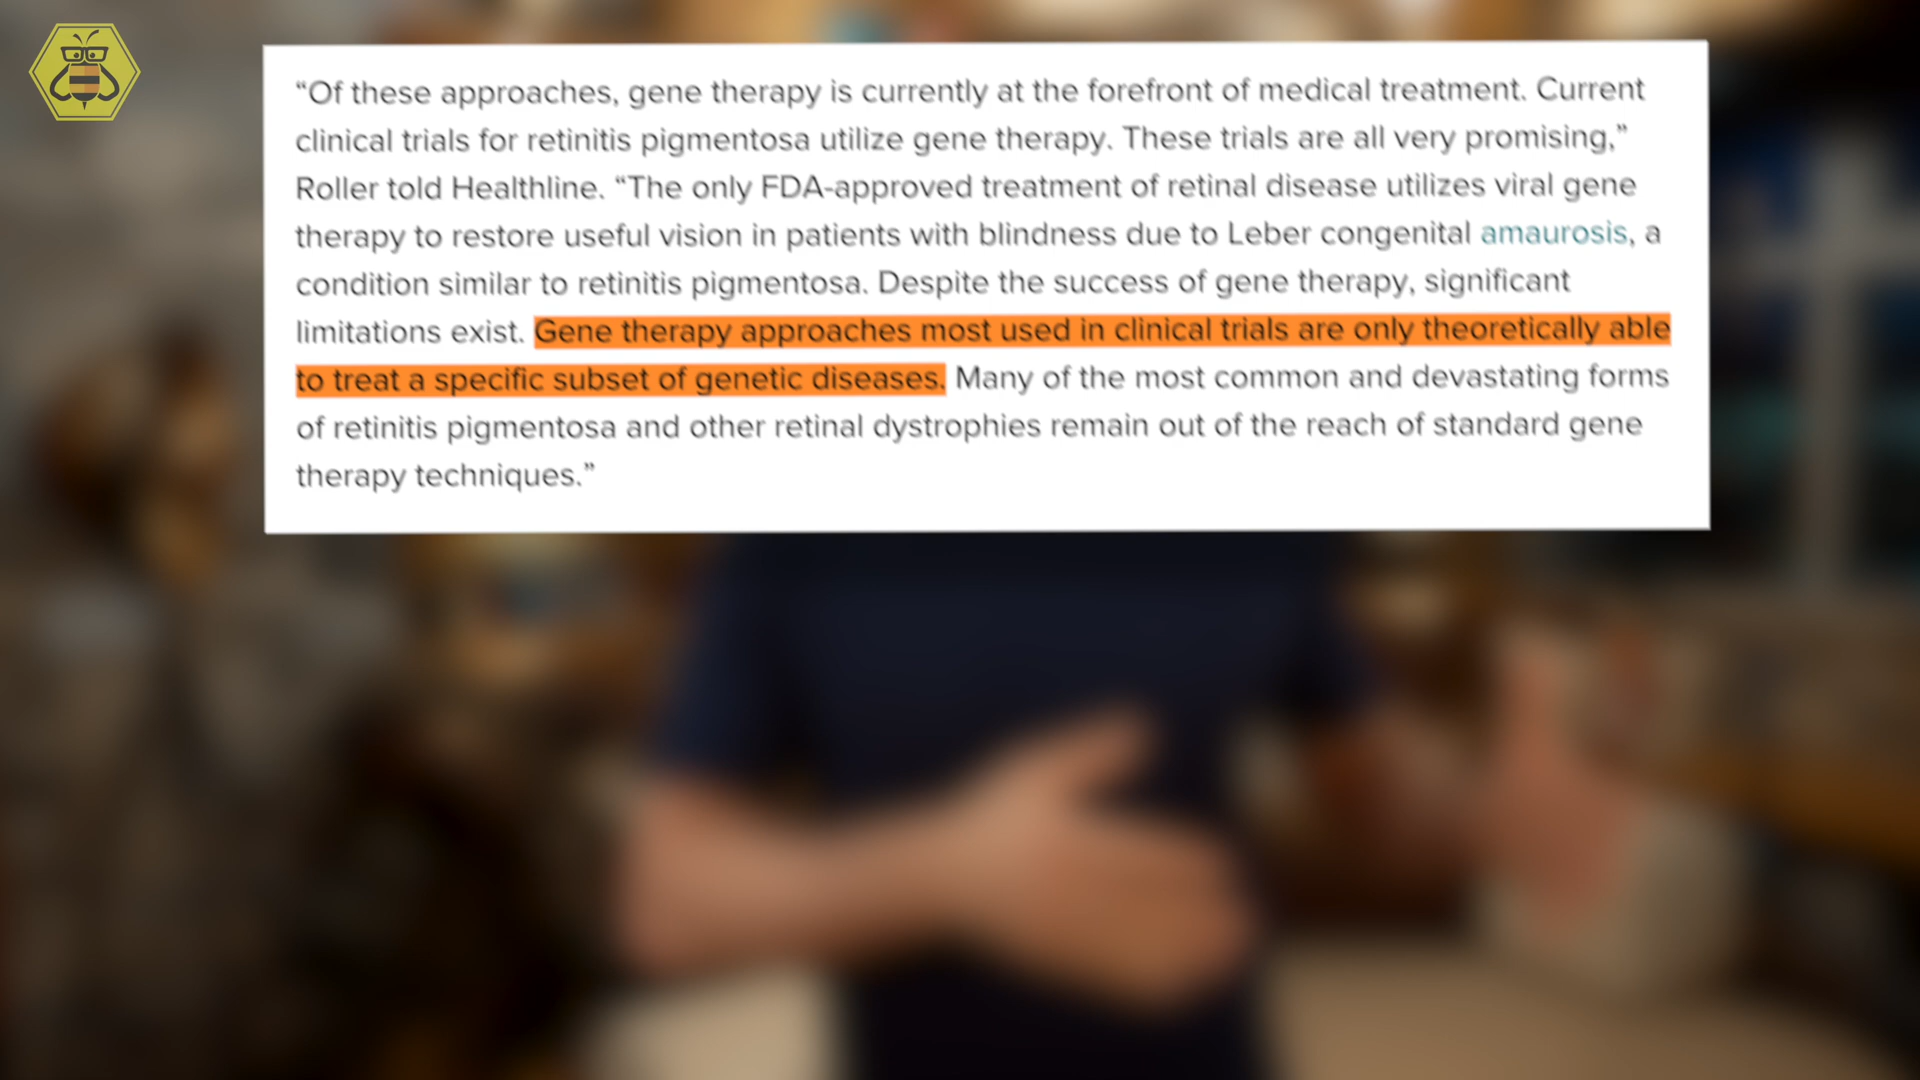 “Of these approaches, gene therapy is currently at the forefront of medical treatment. Current
clinical trials for retinitis pigmentosa utilize gene therapy. These trials are all very promising,”
Roller told Healthline. “The only FDA-approved treatment of retinal disease utilizes viral gene
therapy to restore useful vision in patients with blindness due to Leber congenital amaurosis, a
condition similar to retinitis pigmentosa. Despite the success of gene therapy, significant
limitations exist. Gene therapy approaches most used in clinical trials are only theoretically able
to treat a specific subset of genetic diseases. Many of the most common and devastating forms
of retinitis pigmentosa and other retinal dystrophies remain out of the reach of standard gene
therapy techniques.”